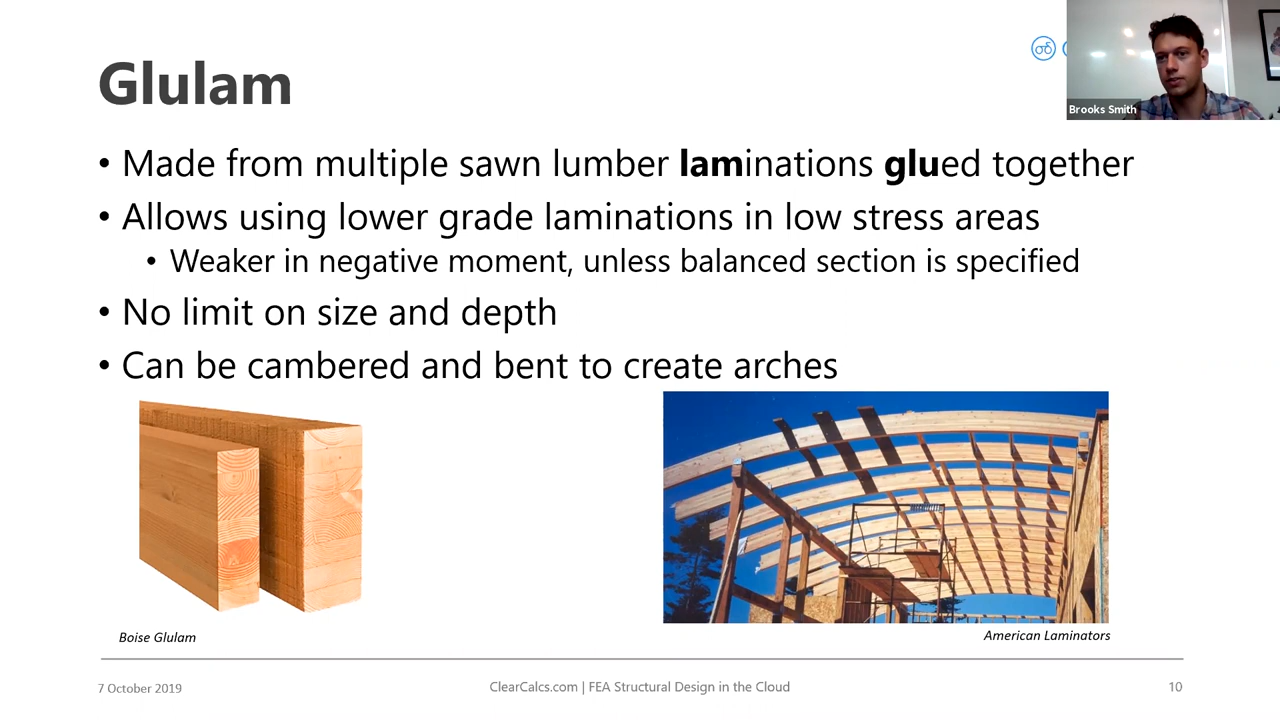 Glulam
Brooks Smith
• Made from multiple sawn lumber laminations glued together
• Allows using lower grade laminations in low stress areas
• Weaker in negative moment, unless balanced section is specified
• No limit on size and depth
• Can be cambered and bent to create arches
Boise Glulam
American Laminators
7 October 2019
ClearCalcs.com | FEA Structural Design in the Cloud
10